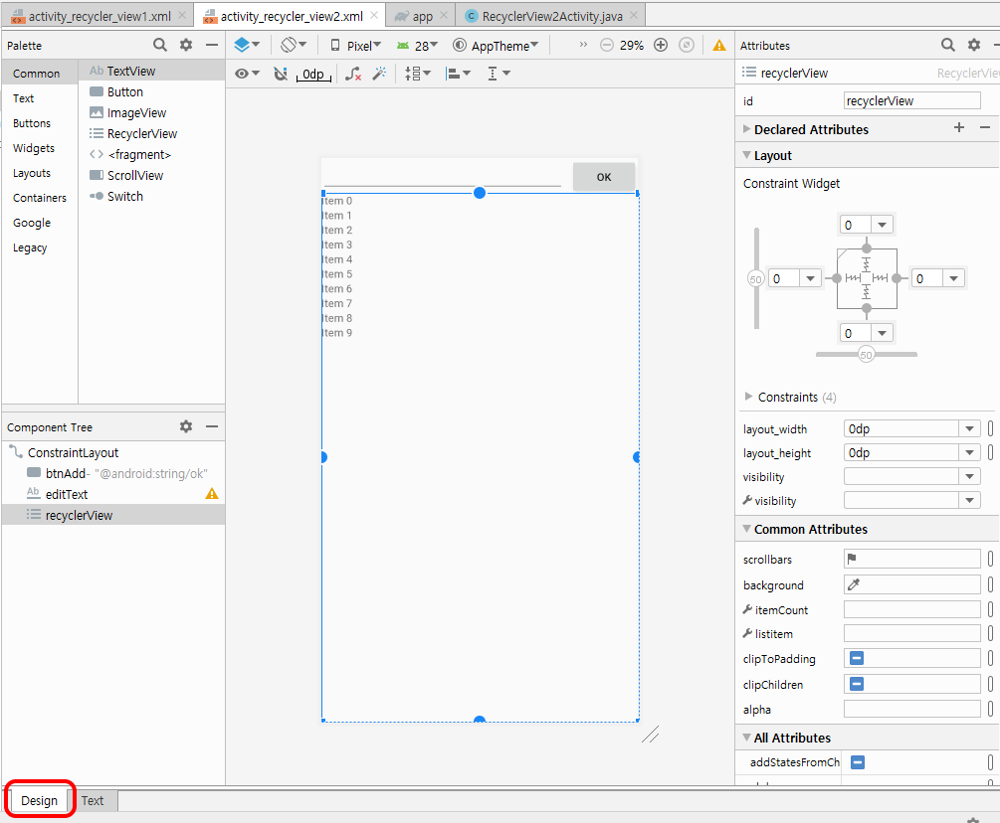 activity_recycler_view1.xml
activity_recycler_view2.xml
app
RecyclerView2Activity.java
Palette
Pixel
28
AppTheme
29%
Attributes
0dp
Common
Text
Buttons
Widgets
Layouts
Containers
Google
Legacy
Ab TextView
Button
ImageView
RecyclerView
<fragment>
ScrollView
Switch
OK
Item 0
Item 1
Item 2
Item 3
Item 4
Item 5
Item 6
Item 7
Item 8
Item 9
recyclerView
RecyclerVie
id
recyclerView
Declared Attributes
Layout
Constraint Widget
0
50
0
0
0
50
Constraints (4)
layout_width
0dp
layout_height
0dp
visibility
visibility
Common Attributes
scrollbars
background
itemCount
listitem
clipToPadding
clipChildren
alpha
All Attributes
addStatesFromCh
Component Tree
ConstraintLayout
btnAdd- "@android:string/ok"
Ab editText
recyclerView
Design
Text